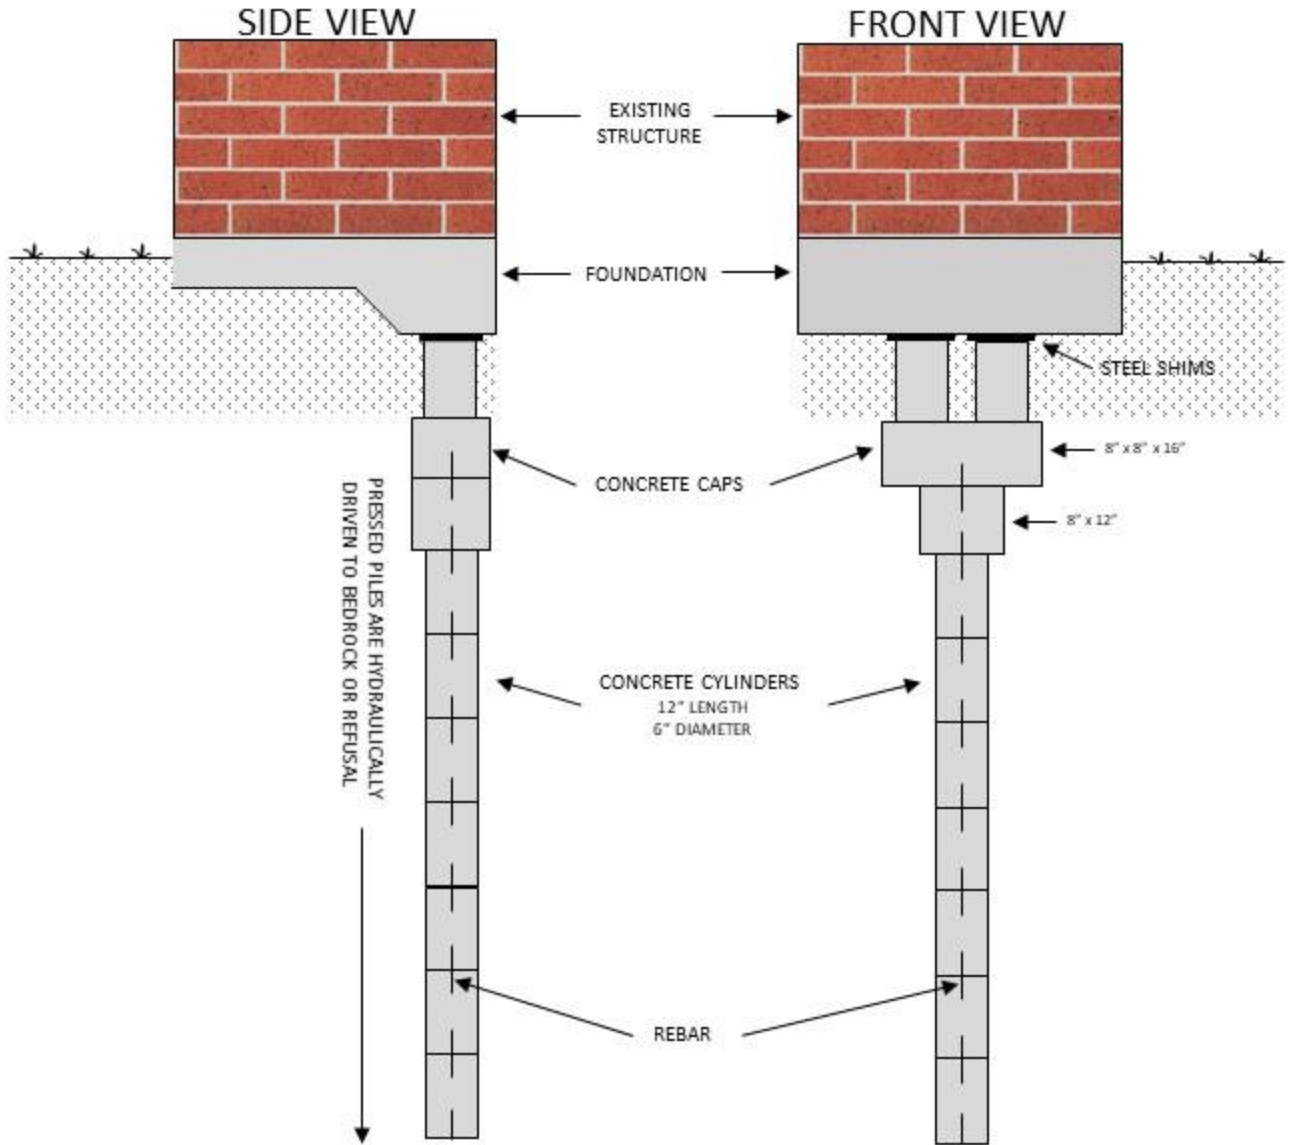 SIDE VIEW
FRONT VIEW
EXISTING
STRUCTURE
FOUNDATION
STEEL SHIMS
8" x 8" x 16"
CONCRETE CAPS
8" x 12"
PRESSED PILES ARE HYDRAULICALLY
DRIVEN TO BEDROCK OR REFUSAL
CONCRETE CYLINDERS
12" LENGTH
6" DIAMETER
REBAR